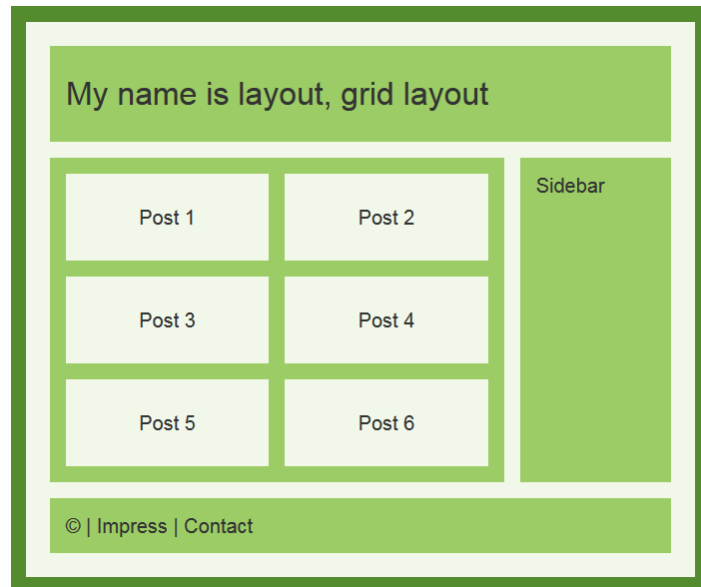 My name is layout, grid layout
Post 1
Post 2
Sidebar
Post 3
Post 4
Post 5
Post 6
© | Impress | Contact